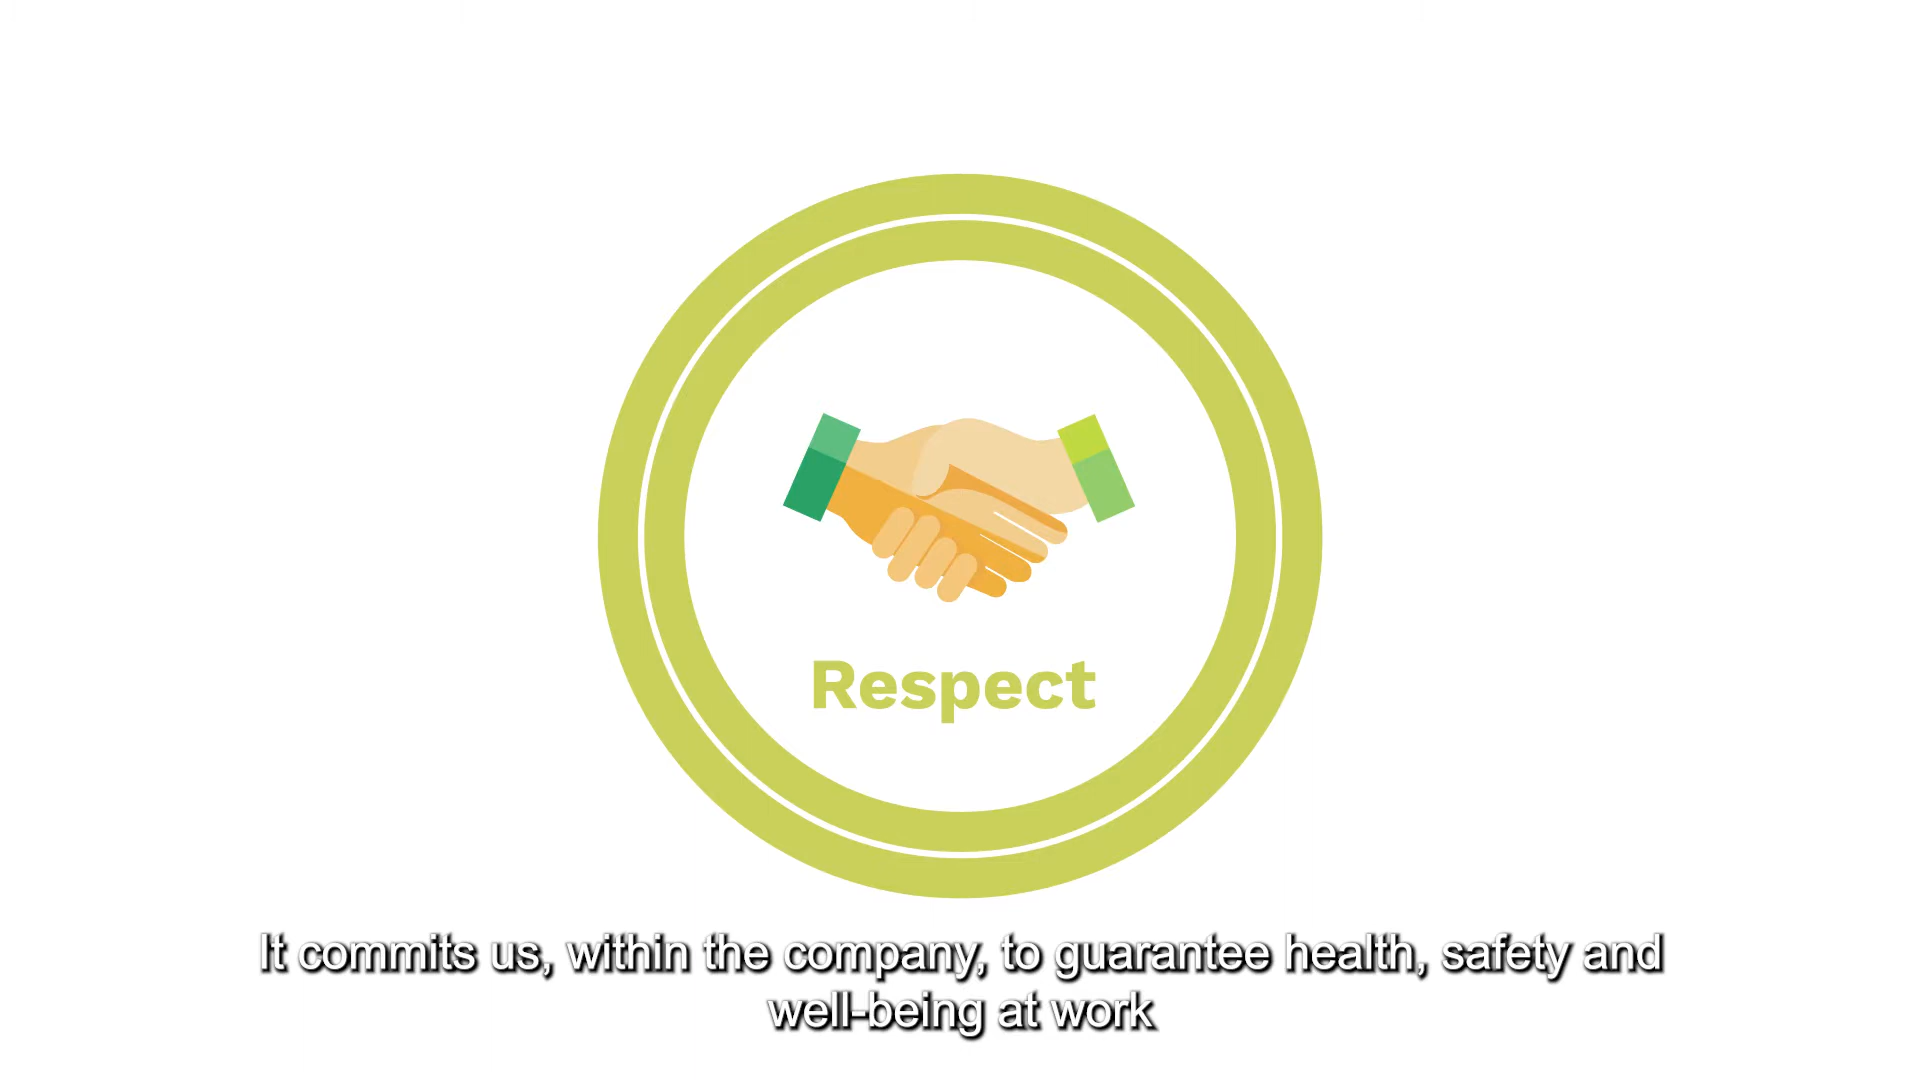 Respect
It commits us, within the company, to guarantee health, safety and
well-being at work